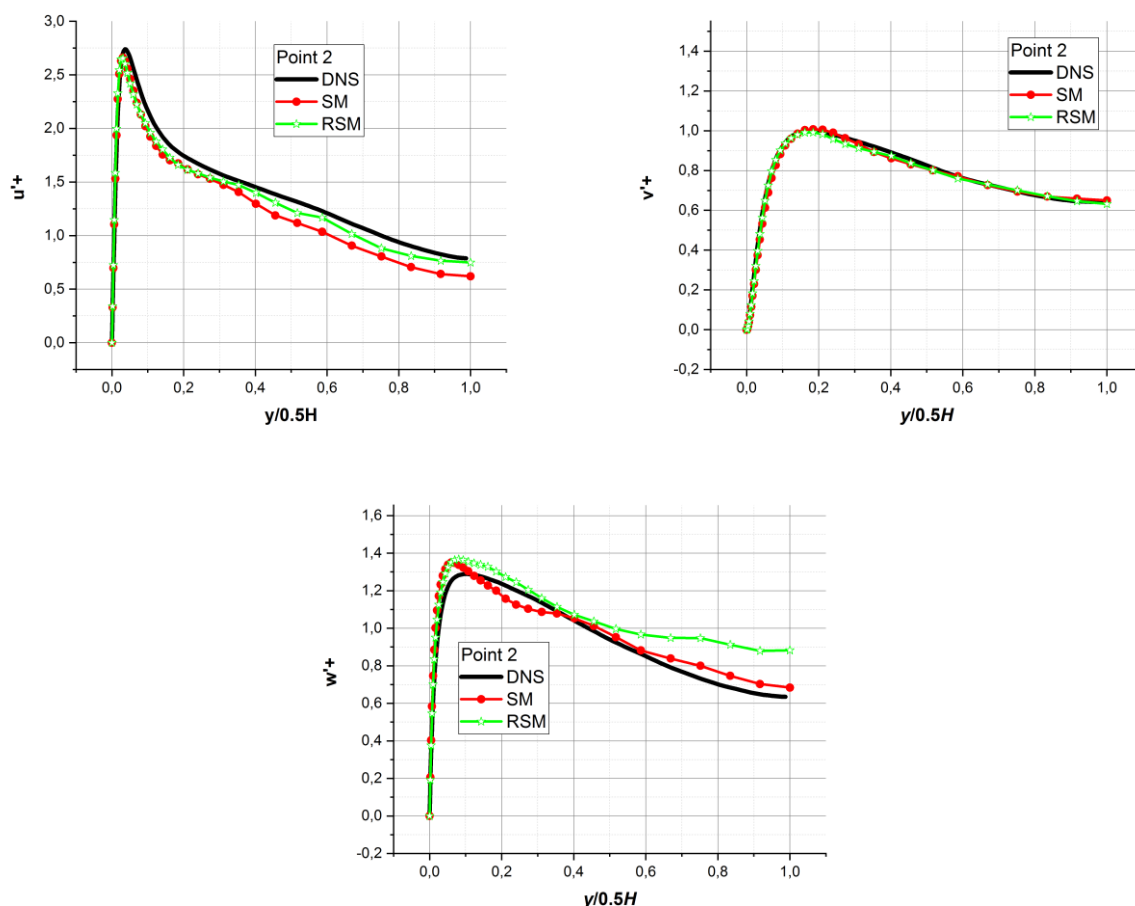 3,0
2,5
2,0
1,5
1,0
0,5
0,0
u'+
Point 2
DNS
SM
RSM
0,0 0,2 0,4 0,6 0,8 1,0
y/0.5H
1,4
1,2
1,0
0,8
0,6
0,4
0,2
0,0
-0,2
v'+
Point 2
DNS
SM
RSM
0,0 0,2 0,4 0,6 0,8 1,0
y/0.5H
1,6
1,4
1,2
1,0
0,8
0,6
0,4
0,2
0,0
-0,2
w'+
Point 2
DNS
SM
RSM
0,0 0,2 0,4 0,6 0,8 1,0
y/0.5H